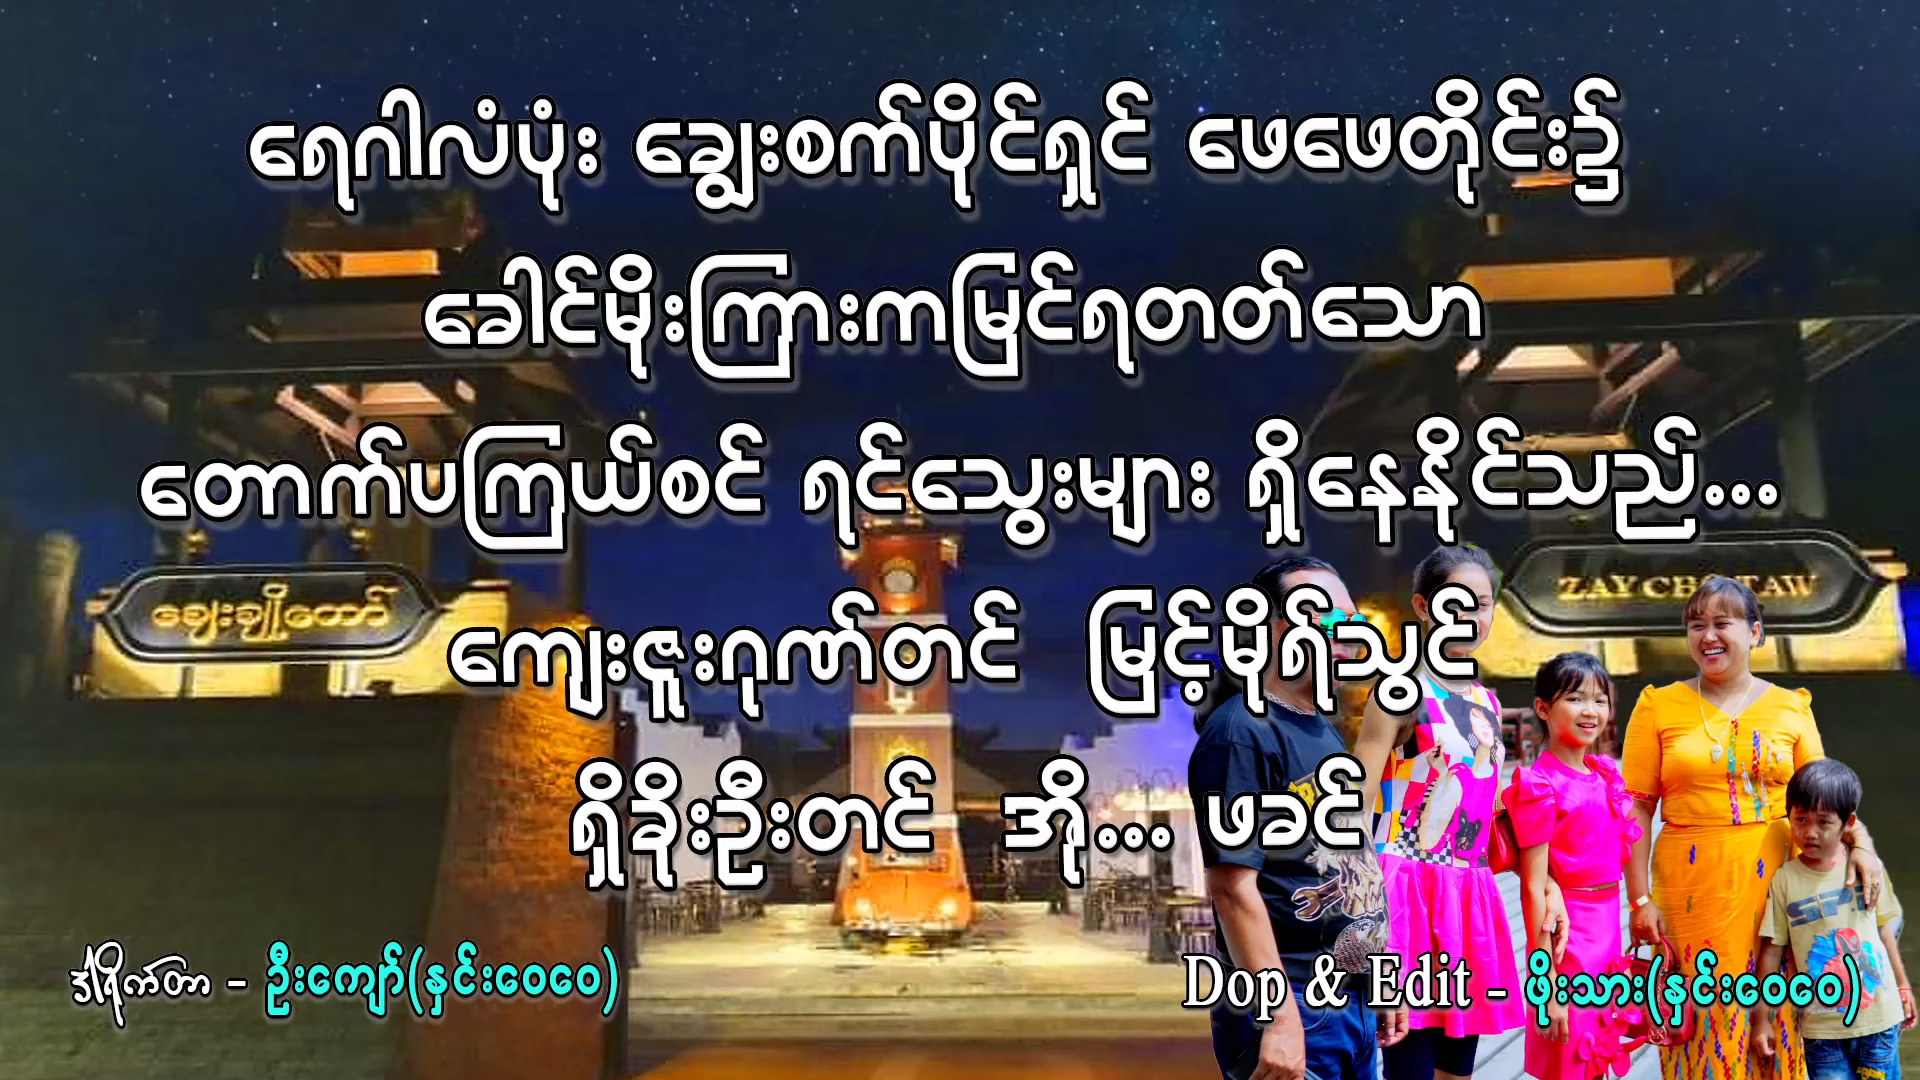 ရေဂါလံပုံး ချွေးစက်ပိုင်ရှင် ဖေဖေတိုင်း၌
ခေါင်မိုးကြားကမြင်ရတတ်သော
တောက်ပကြယ်စင် ရင်သွေးများ ရှိနေနိုင်သည်...
ဈေးချိုတော်
ZAY CHO TAW
ကျေးဇူးဂုဏ်တင် မြင့်မိုရ်သွင်
ရှိခိုးဦးတင် အို... ဖခင်
ဒါရိုက်တာ - ဦးကျော်(နှင်းဝေဝေ)
Dop & Edit - ဖိုးသား(နှင်းဝေဝေ)